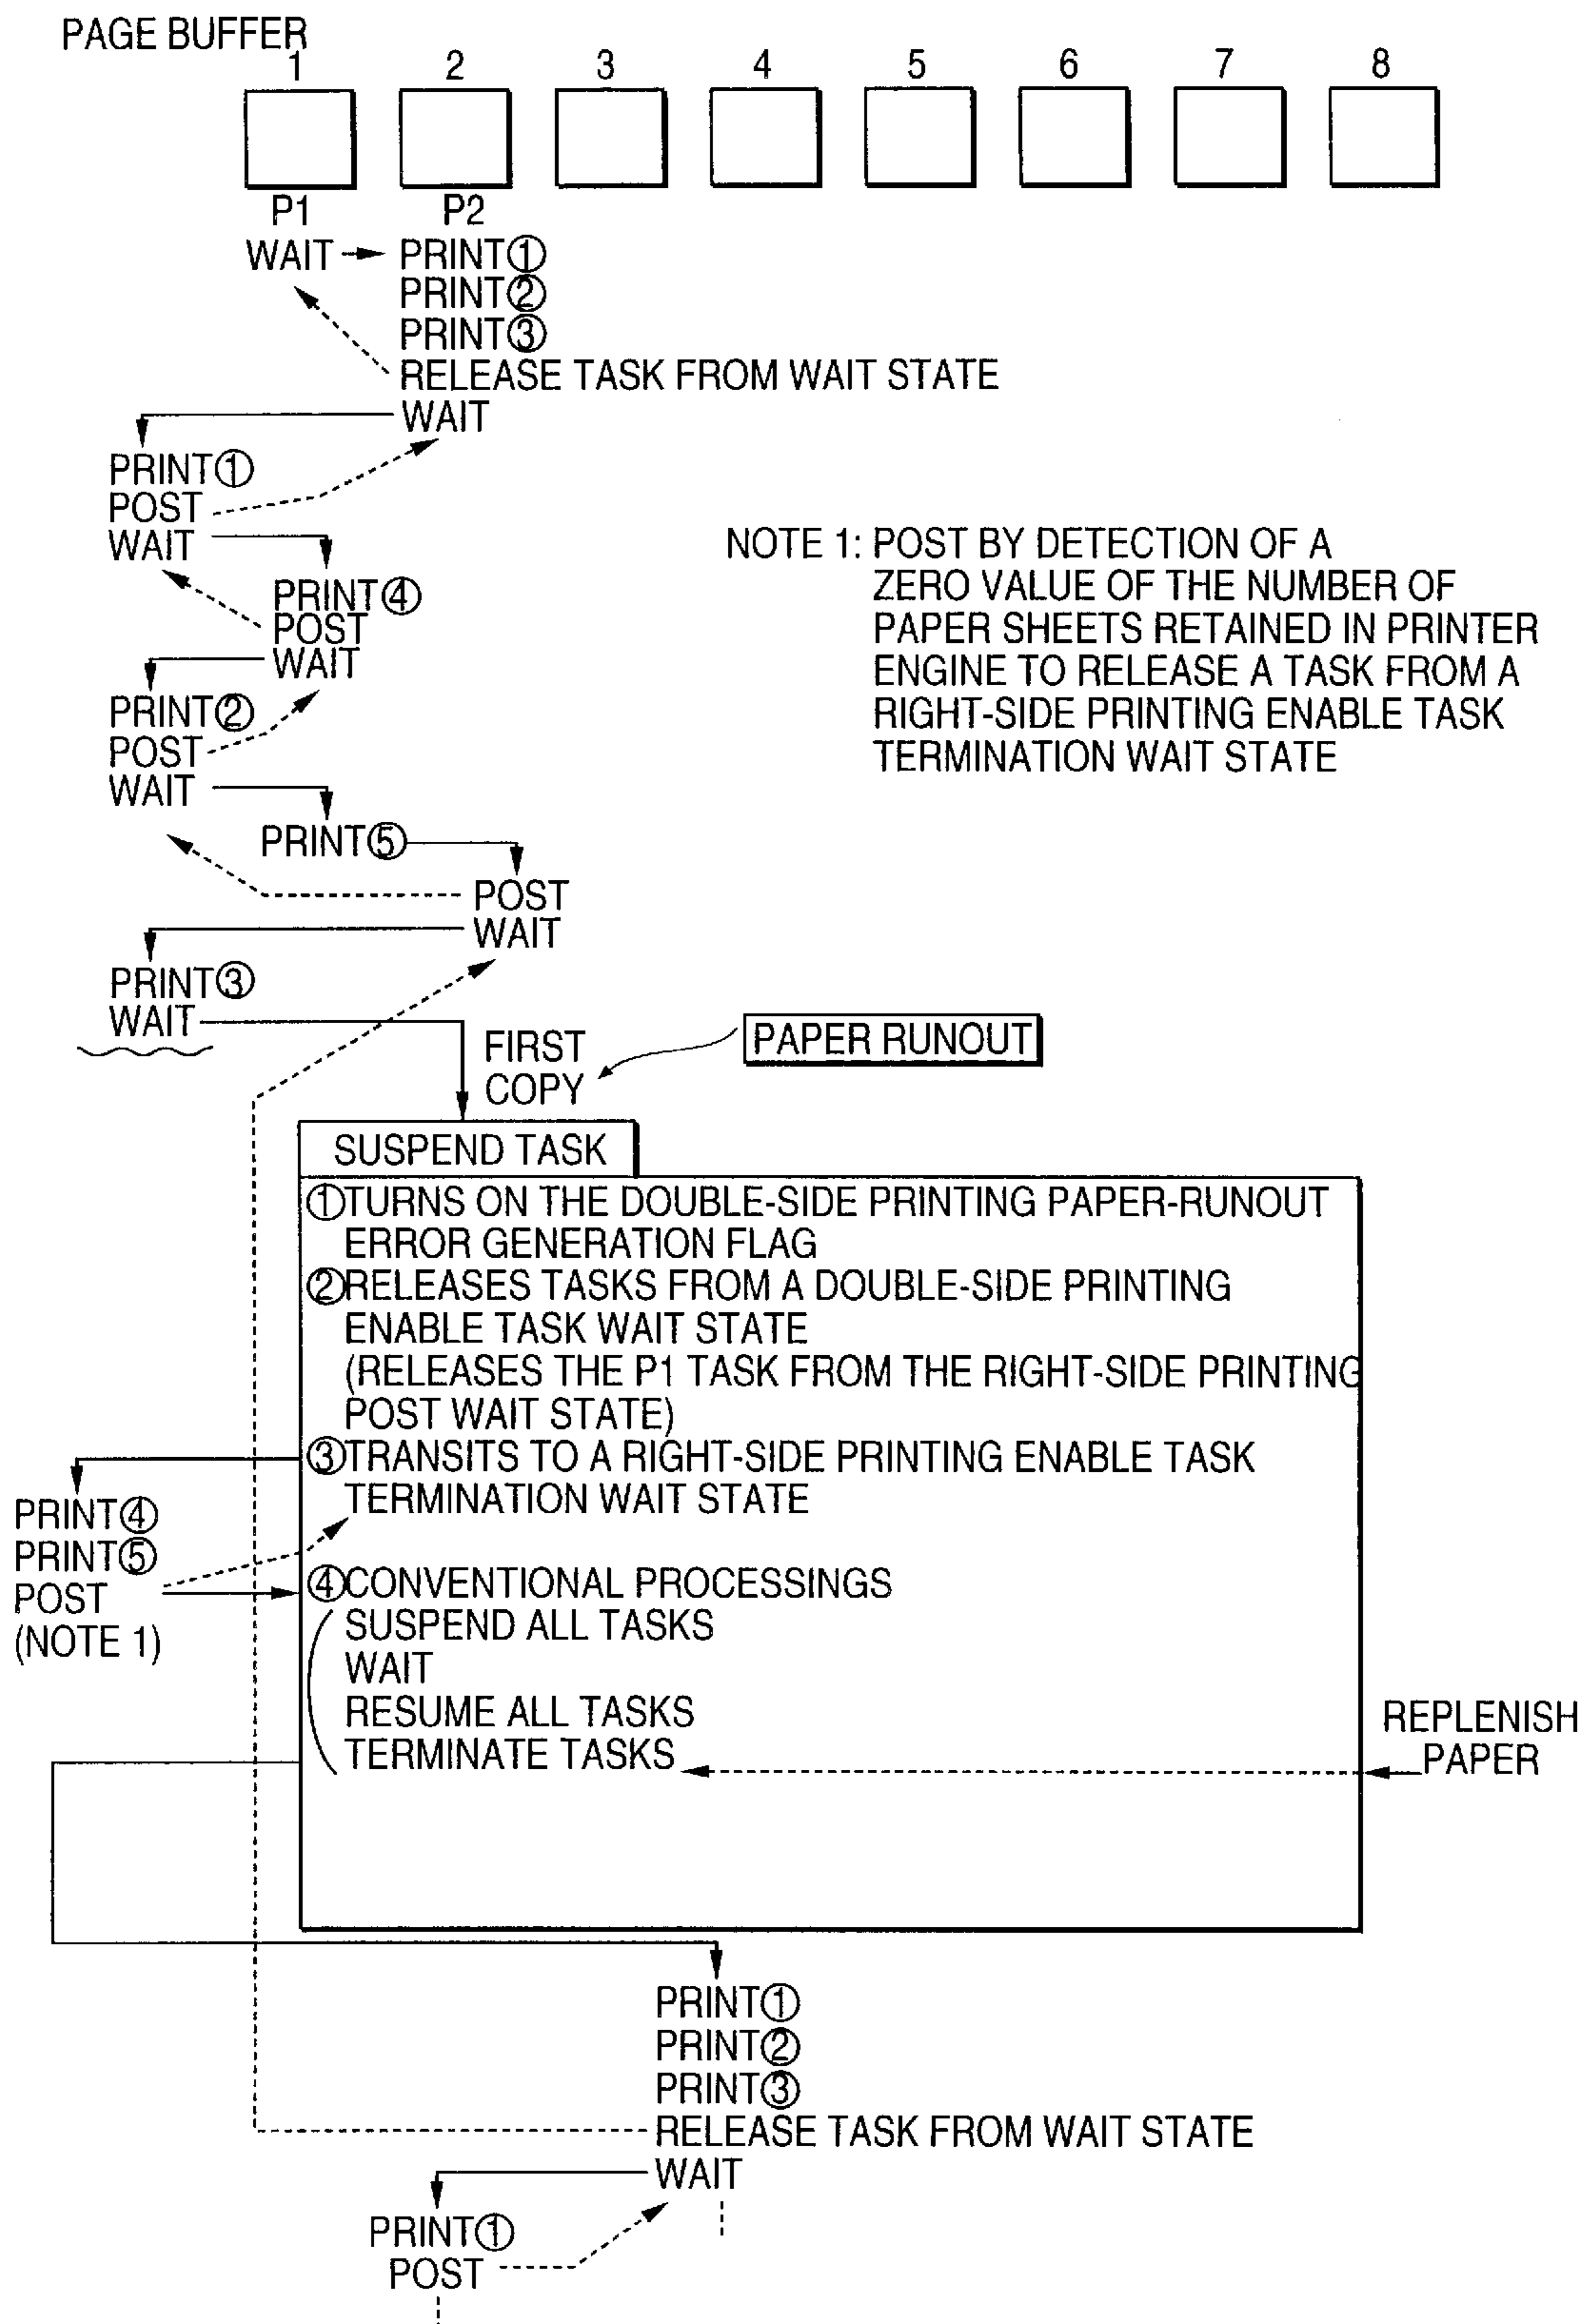 PAGE BUFFER
1 2 3 4 5 6 7 8
P1 P2
WAIT PRINT①
PRINT②
PRINT③
RELEASE TASK FROM WAIT STATE
WAIT
PRINT①
POST
WAIT
NOTE 1: POST BY DETECTION OF A
ZERO VALUE OF THE NUMBER OF
PAPER SHEETS RETAINED IN PRINTER
ENGINE TO RELEASE A TASK FROM A
RIGHT-SIDE PRINTING ENABLE TASK
TERMINATION WAIT STATE
PRINT④
POST
WAIT
PRINT②
POST
WAIT
PRINT⑤
POST
WAIT
PRINT③
WAIT
FIRST
COPY
PAPER RUNOUT
SUSPEND TASK
①TURNS ON THE DOUBLE-SIDE PRINTING PAPER-RUNOUT
ERROR GENERATION FLAG
②RELEASES TASKS FROM A DOUBLE-SIDE PRINTING
ENABLE TASK WAIT STATE
(RELEASES THE P1 TASK FROM THE RIGHT-SIDE PRINTING
POST WAIT STATE)
③TRANSITS TO A RIGHT-SIDE PRINTING ENABLE TASK
TERMINATION WAIT STATE
PRINT④
PRINT⑤
POST
(NOTE 1)
④CONVENTIONAL PROCESSINGS
SUSPEND ALL TASKS
WAIT
RESUME ALL TASKS
TERMINATE TASKS
REPLENISH
PAPER
PRINT①
PRINT②
PRINT③
RELEASE TASK FROM WAIT STATE
WAIT
PRINT①
POST